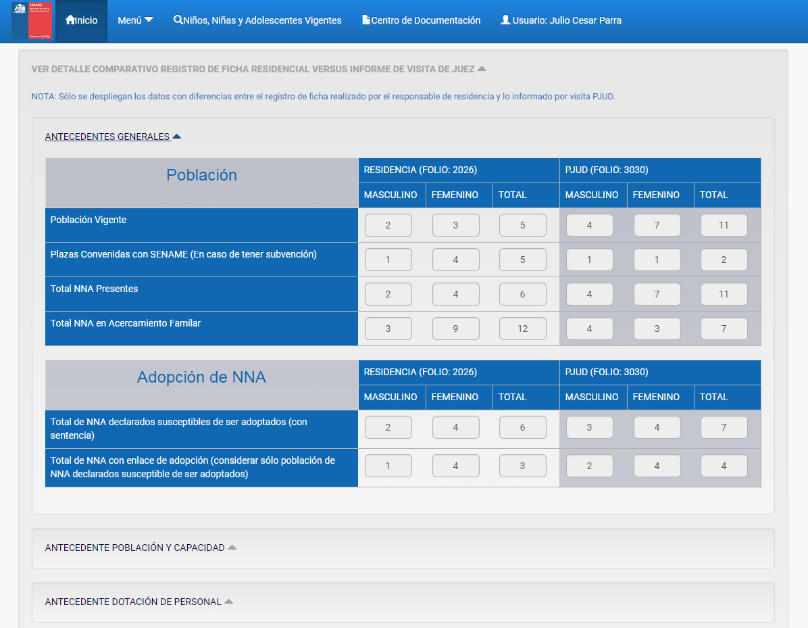 Inicio
Menú
Niños, Niñas y Adolescentes Vigentes
Centro de Documentación
Usuario: Julio Cesar Parra
VER DETALLE COMPARATIVO REGISTRO DE FICHA RESIDENCIAL VERSUS INFORME DE VISITA DE JUEZ
NOTA: Sólo se despliegan los datos con diferencias entre el registro de ficha realizado por el responsable de residencia y lo informado por visita PJUD.
ANTECEDENTES GENERALES
Población
RESIDENCIA (FOLIO: 2026) PJUD (FOLIO: 3030)
MASCULINO FEMENINO TOTAL MASCULINO FEMENINO TOTAL
Población Vigente 2 3 5 4 7 11
Plazas Convenidas con SENAME (En caso de tener subvención) 1 4 5 1 1 2
Total NNA Presentes 2 4 6 4 7 11
Total NNA en Acercamiento Familar 3 9 12 4 3 7
Adopción de NNA
RESIDENCIA (FOLIO: 2026) PJUD (FOLIO: 3030)
MASCULINO FEMENINO TOTAL MASCULINO FEMENINO TOTAL
Total de NNA declarados susceptibles de ser adoptados (con
sentencia) 2 4 6 3 4 7
Total de NNA con enlace de adopción (considerar sólo población de
NNA declarados susceptible de ser adoptados) 1 4 3 2 4 4
ANTECEDENTE POBLACIÓN Y CAPACIDAD
ANTECEDENTE DOTACIÓN DE PERSONAL